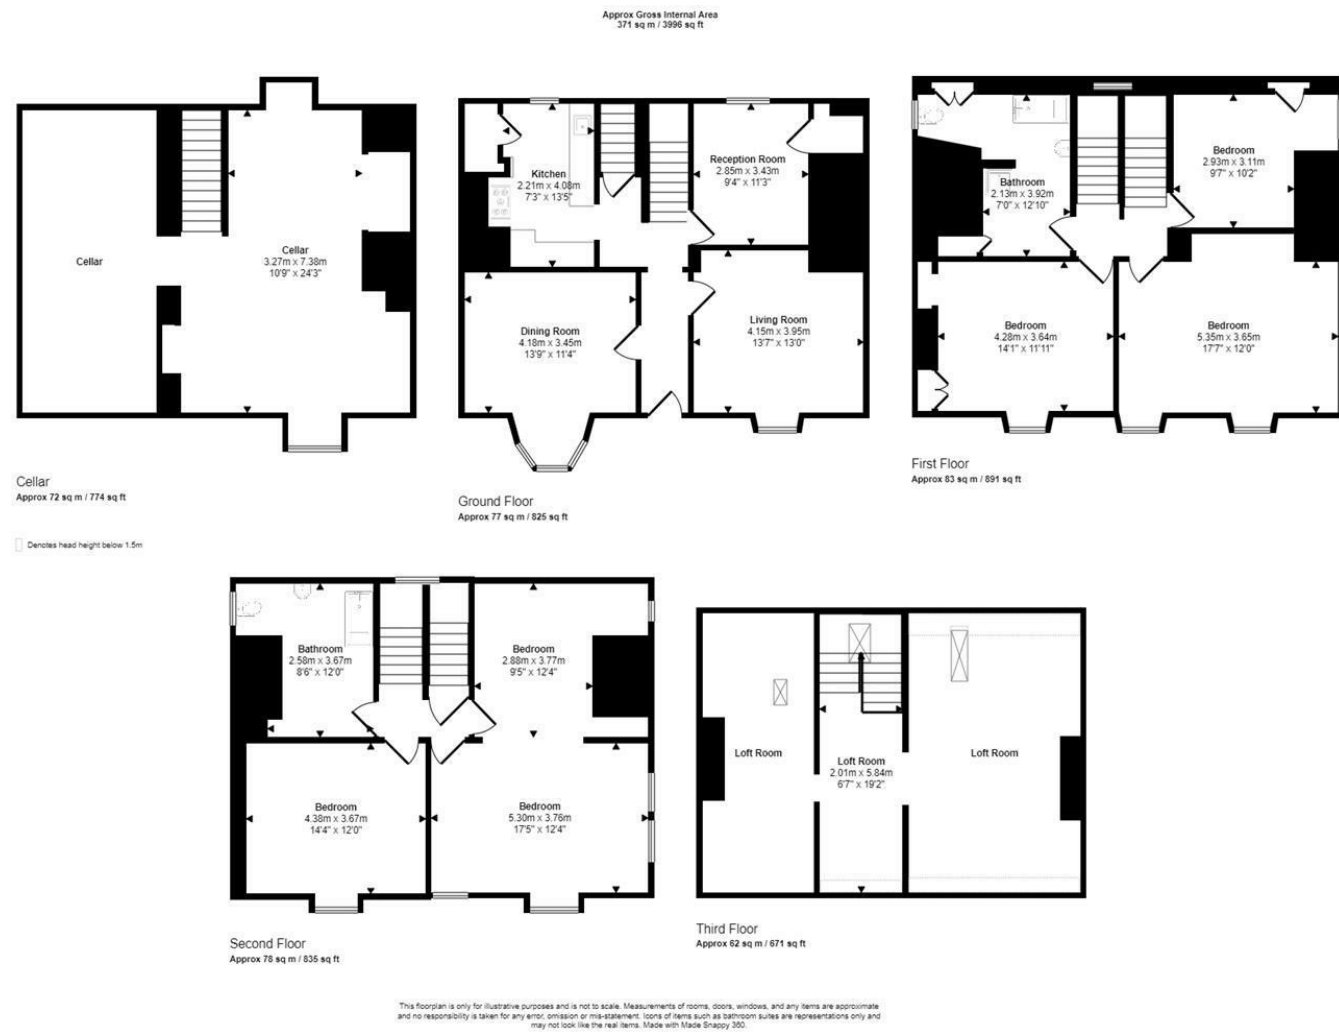 Approx Gross Internal Area
371 sq m / 3996 sq ft
Cellar
Cellar
3.27m x 7.38m
10'9" x 24'3"
Cellar
Approx 72 sq m / 774 sq ft
Denotes head height below 1.5m
Kitchen
2.21m x 4.08m
7'3" x 13'5"
Reception Room
2.85m x 3.43m
9'4" x 11'3"
Dining Room
4.18m x 3.45m
13'9" x 11'4"
Living Room
4.15m x 3.95m
13'7" x 13'0"
Ground Floor
Approx 77 sq m / 825 sq ft
Bathroom
2.13m x 3.92m
7'0" x 12'10"
Bedroom
2.93m x 3.11m
9'7" x 10'2"
Bedroom
4.28m x 3.64m
14'1" x 11'11"
Bedroom
5.35m x 3.65m
17'7" x 12'0"
First Floor
Approx 83 sq m / 891 sq ft
Bathroom
2.58m x 3.67m
8'6" x 12'0"
Bedroom
2.88m x 3.77m
9'5" x 12'4"
Bedroom
4.38m x 3.67m
14'4" x 12'0"
Bedroom
5.30m x 3.76m
17'5" x 12'4"
Second Floor
Approx 78 sq m / 835 sq ft
Loft Room
Loft Room
2.01m x 5.84m
6'7" x 19'2"
Loft Room
Third Floor
Approx 62 sq m / 671 sq ft
This floorplan is only for illustrative purposes and is not to scale. Measurements of rooms, doors, windows, and any items are approximate
and no responsibility is taken for any error, omission or mis-statement. Icons of items such as bathroom suites are representations only and
may not look like the real items. Made with Made Snappy 360.